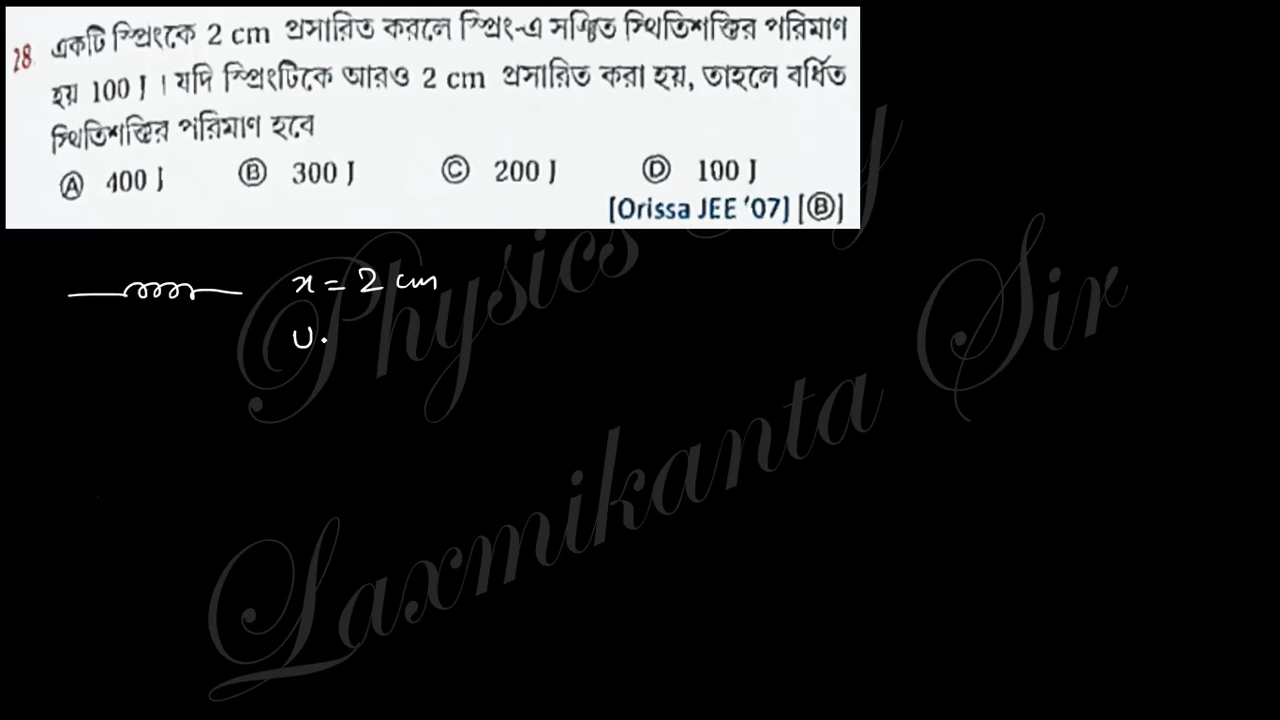 28 একটি স্প্রিংকে 2 cm প্রসারিত করলে স্প্রিং-এ সঞ্চিত স্থিতিশক্তির পরিমাণ
হয় 100 J । যদি স্প্রিংটিকে আরও 2 cm প্রসারিত করা হয়, তাহলে বর্ধিত
স্থিতিশক্তির পরিমাণ হবে
Ⓐ 400 J Ⓑ 300 J Ⓒ 200 J Ⓓ 100 J
[Orissa JEE '07] [Ⓑ]
x = 2 cm
U
Physics By
Laxmikanta Sir